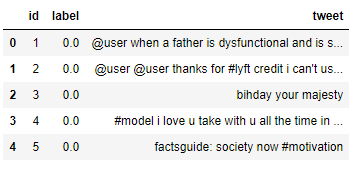 id label tweet
0 1 0.0 @user when a father is dysfunctional and is s...
1 2 0.0 @user @user thanks for #lyft credit i can't us...
2 3 0.0 bihday your majesty
3 4 0.0 #model i love u take with u all the time in ...
4 5 0.0 factsguide: society now #motivation